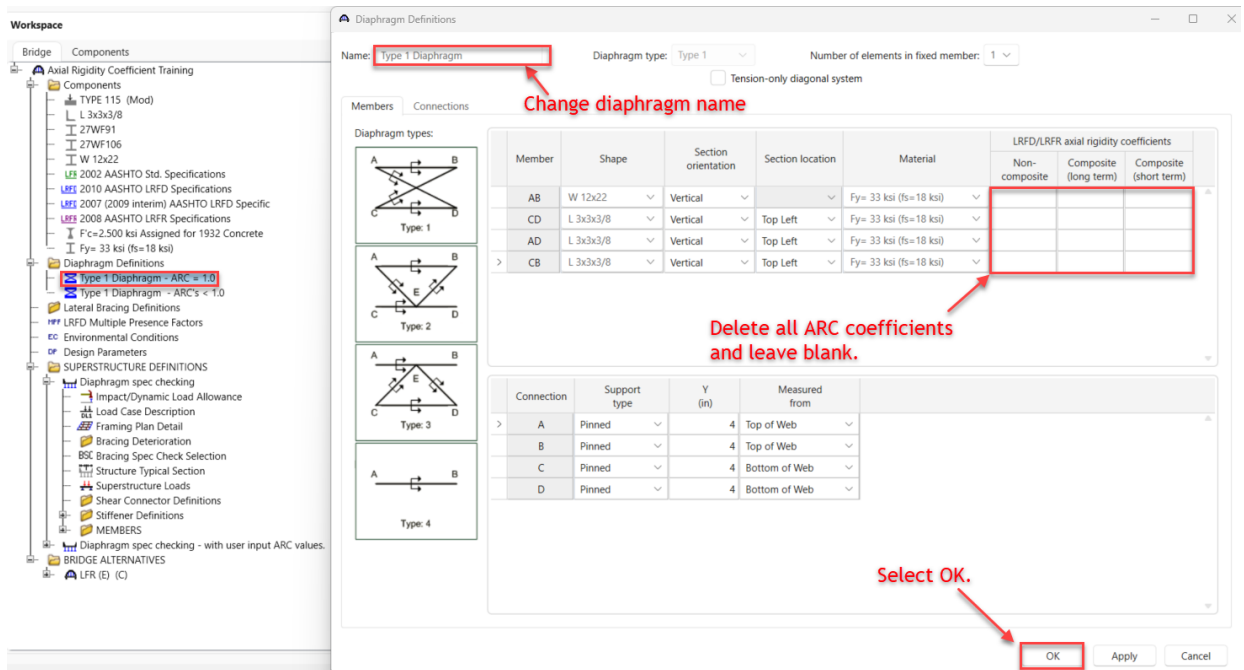 Workspace
Bridge Components
Axial Rigidity Coefficient Training
Components
TYPE 115 (Mod)
L 3x3x3/8
27WF91
27WF106
W 12x22
LFR 2002 AASHTO Std. Specifications
LRFD 2010 AASHTO LRFD Specifications
LRFD 2007 (2009 interim) AASHTO LRFD Specific
LRFR 2008 AASHTO LRFR Specifications
F'c=2.500 ksi Assigned for 1932 Concrete
Fy= 33 ksi (fs=18 ksi)
Diaphragm Definitions
Type 1 Diaphragm - ARC = 1.0
Type 1 Diaphragm - ARC's < 1.0
Lateral Bracing Definitions
MPF LRFD Multiple Presence Factors
EC Environmental Conditions
DP Design Parameters
SUPERSTRUCTURE DEFINITIONS
Diaphragm spec checking
Impact/Dynamic Load Allowance
Load Case Description
Framing Plan Detail
Bracing Deterioration
BSC Bracing Spec Check Selection
Structure Typical Section
Superstructure Loads
Shear Connector Definitions
Stiffener Definitions
MEMBERS
Diaphragm spec checking - with user input ARC values.
BRIDGE ALTERNATIVES
LFR (E) (C)
Diaphragm Definitions
Name: Type 1 Diaphragm Diaphragm type: Type 1 Number of elements in fixed member: 1
Tension-only diagonal system
Change diaphragm name
Members Connections
Diaphragm types:
A B
C D
Type: 1
A B
E
C D
Type: 2
A B
E
C D
Type: 3
A B
Type: 4
LRFD/LRFR axial rigidity coefficients
Member Shape Section orientation Section location Material Non-composite Composite (long term) Composite (short term)
AB W 12x22 Vertical Fy= 33 ksi (fs=18 ksi)
CD L 3x3x3/8 Vertical Top Left Fy= 33 ksi (fs=18 ksi)
AD L 3x3x3/8 Vertical Top Left Fy= 33 ksi (fs=18 ksi)
> CB L 3x3x3/8 Vertical Top Left Fy= 33 ksi (fs=18 ksi)
Delete all ARC coefficients
and leave blank.
Connection Support type Y (in) Measured from
> A Pinned 4 Top of Web
B Pinned 4 Top of Web
C Pinned 4 Bottom of Web
D Pinned 4 Bottom of Web
Select OK.
OK Apply Cancel